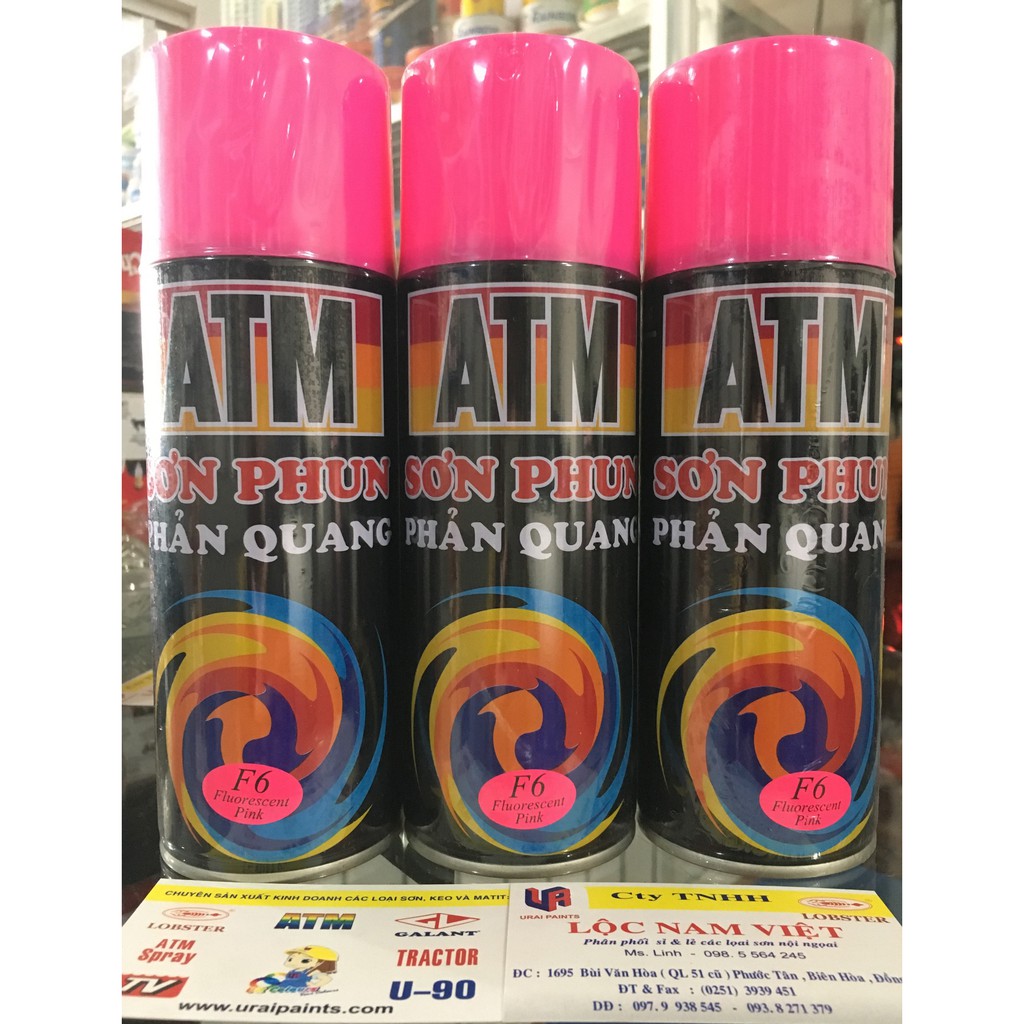 ATM
SƠN PHUN
PHẢN QUANG
F6
Fluorescent
Pink
ATM
SƠN PHUN
PHẢN QUANG
F6
Fluorescent
Pink
ATM
SƠN PHUN
PHẢN QUANG
F6
Fluorescent
Pink
CHUYÊN SẢN XUẤT KINH DOANH CÁC LOẠI SƠN, KEO VÀ MATIT
LOBSTER
ATM
GALANT
ATM
Spray
TRACTOR
TV
U-90
www.uraipaints.com
URAI PAINTS
Cty TNHH
LOBSTER
LỘC NAM VIỆT
Phân phối sỉ & lẻ các lọai sơn nội ngoại
Ms. Linh - 098. 5 564 245
ĐC : 1695 Bùi Văn Hòa ( QL 51 cũ ) Phước Tân , Biên Hòa , Đồng
ĐT & Fax : (0251) 3939 451
DĐ : 097. 9 938 545 - 093. 8 271 379